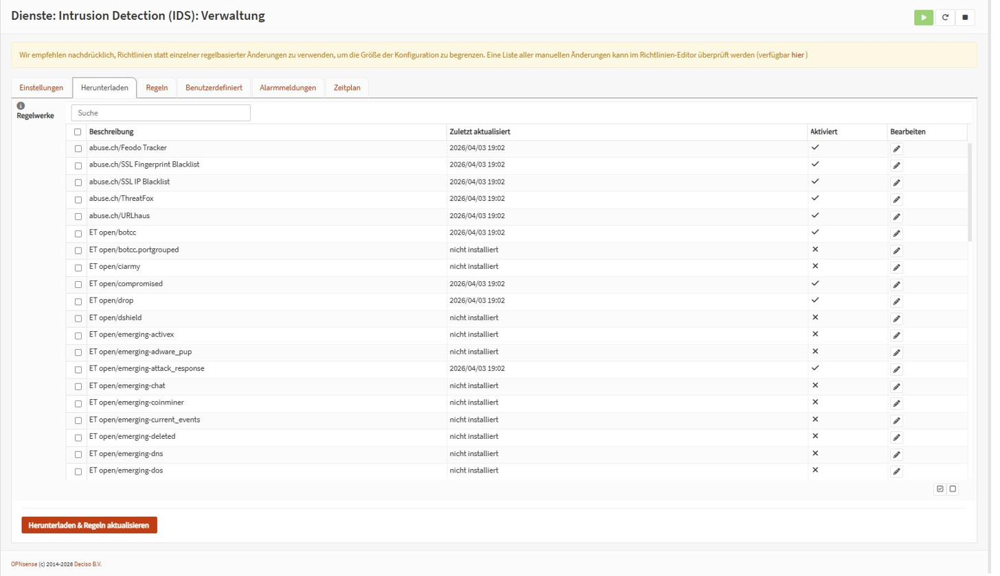 Dienste: Intrusion Detection (IDS): Verwaltung
Wir empfehlen nachdrücklich, Richtlinien statt einzelner regelbasierter Änderungen zu verwenden, um die Größe der Konfiguration zu begrenzen. Eine Liste aller manuellen Änderungen kann im Richtlinien-Editor überprüft werden (verfügbar hier )
Einstellungen Herunterladen Regeln Benutzerdefiniert Alarmmeldungen Zeitplan
Regelwerke
Suche
Beschreibung Zuletzt aktualisiert Aktiviert Bearbeiten
abuse.ch/Feodo Tracker 2026/04/03 19:02
abuse.ch/SSL Fingerprint Blacklist 2026/04/03 19:02
abuse.ch/SSL IP Blacklist 2026/04/03 19:02
abuse.ch/ThreatFox 2026/04/03 19:02
abuse.ch/URLhaus 2026/04/03 19:02
ET open/botcc 2026/04/03 19:02
ET open/botcc.portgrouped nicht installiert
ET open/ciarmy nicht installiert
ET open/compromised 2026/04/03 19:02
ET open/drop 2026/04/03 19:02
ET open/dshield nicht installiert
ET open/emerging-activex nicht installiert
ET open/emerging-adware_pup nicht installiert
ET open/emerging-attack_response 2026/04/03 19:02
ET open/emerging-chat nicht installiert
ET open/emerging-coinminer nicht installiert
ET open/emerging-current_events nicht installiert
ET open/emerging-deleted nicht installiert
ET open/emerging-dns nicht installiert
ET open/emerging-dos nicht installiert
Herunterladen & Regeln aktualisieren
OPNsense (c) 2014-2026 Deciso B.V.